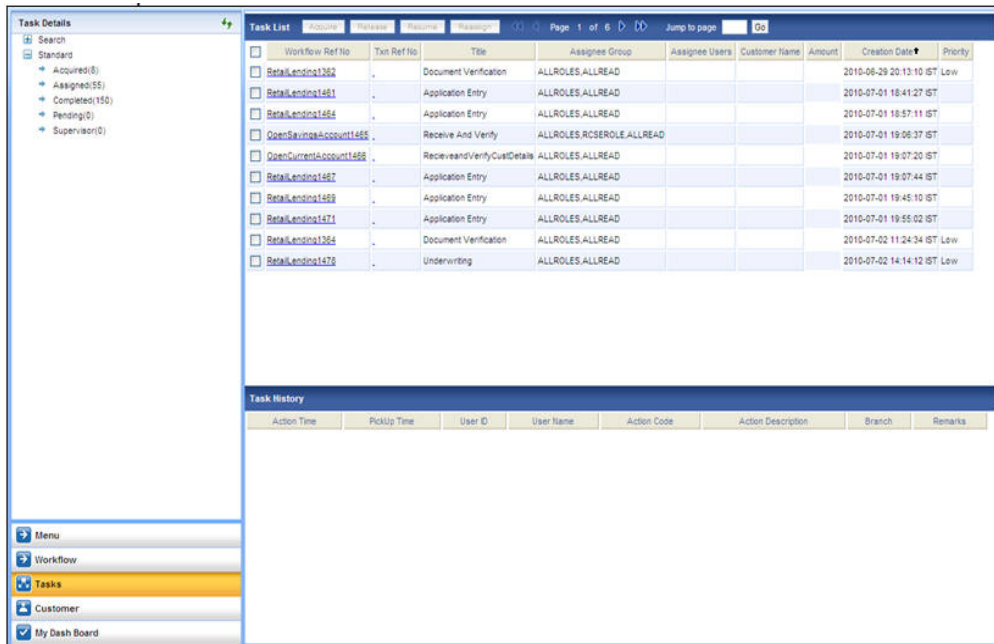 Task Details
Search
Standard
Acquired(8)
Assigned(55)
Completed(150)
Pending(0)
Supervisor(0)
Menu
Workflow
Tasks
Customer
My Dash Board
Task List Acquire Release Resume Reassign Page 1 of 6 Jump to page Go
Workflow Ref No Txn Ref No Title Assignee Group Assignee Users Customer Name Amount Creation Date Priority
RetailLending1362 Document Verification ALLROLES,ALLREAD 2010-06-29 20:13:10 IST Low
RetailLending1461 Application Entry ALLROLES,ALLREAD 2010-07-01 18:41:27 IST
RetailLending1464 Application Entry ALLROLES,ALLREAD 2010-07-01 18:57:11 IST
OpenSavingsAccount1465 Receive And Verify ALLROLES,RCSEROLE,ALLREAD 2010-07-01 19:06:37 IST
OpenCurrentAccount1466 RecieveandVerifyCustDetails ALLROLES,ALLREAD 2010-07-01 19:07:20 IST
RetailLending1467 Application Entry ALLROLES,ALLREAD 2010-07-01 19:07:44 IST
RetailLending1469 Application Entry ALLROLES,ALLREAD 2010-07-01 19:45:10 IST
RetailLending1471 Application Entry ALLROLES,ALLREAD 2010-07-01 19:55:02 IST
RetailLending1364 Document Verification ALLROLES,ALLREAD 2010-07-02 11:24:34 IST Low
RetailLending1478 Underwriting ALLROLES,ALLREAD 2010-07-02 14:14:12 IST Low
Task History
Action Time PickUp Time User ID User Name Action Code Action Description Branch Remarks